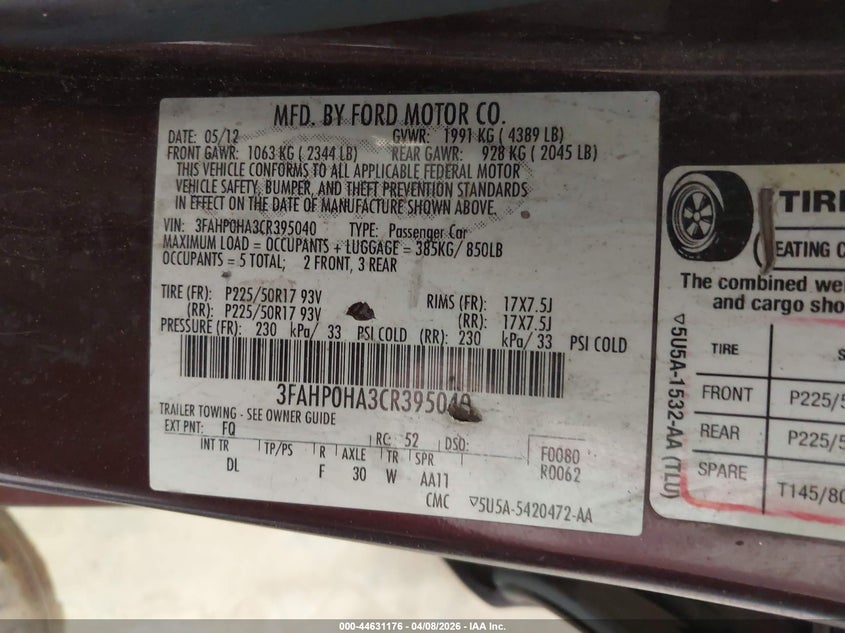 MFD. BY FORD MOTOR CO.
DATE: 05/12 GVWR: 1991 KG ( 4389 LB)
FRONT GAWR: 1063 KG ( 2344 LB) REAR GAWR: 928 KG ( 2045 LB)
THIS VEHICLE CONFORMS TO ALL APPLICABLE FEDERAL MOTOR
VEHICLE SAFETY, BUMPER, AND THEFT PREVENTION STANDARDS
IN EFFECT ON THE DATE OF MANUFACTURE SHOWN ABOVE.
VIN: 3FAHP0HA3CR395040 TYPE: Passenger Car
MAXIMUM LOAD = OCCUPANTS + LUGGAGE = 385KG/ 850LB
OCCUPANTS = 5 TOTAL; 2 FRONT, 3 REAR
TIRE (FR): P225/50R17 93V RIMS (FR): 17X7.5J
(RR): P225/50R17 93V (RR): 17X7.5J
PRESSURE (FR): 230 kPa/ 33 PSI COLD (RR): 230 kPa/ 33 PSI COLD
3FAHP0HA3CR395040
TRAILER TOWING - SEE OWNER GUIDE
EXT PNT: FQ RC: 52 DSO: F0080
INT TR TP/PS R AXLE TR SPR R0062
DL F 30 W AA11
CMC ▽5U5A-5420472-AA
TIRE
EATING C
The combined we
and cargo sho
▽5U5A-1532-AA (TLU)
TIRE S
FRONT P225/5
REAR P225/5
SPARE T145/80
000-44631176 | 04/08/2026 - IAA Inc.